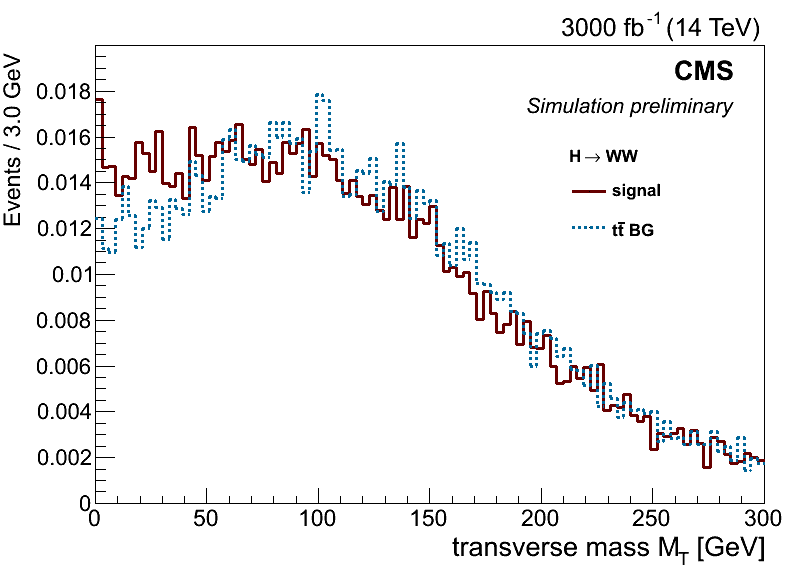 3000 fb⁻¹ (14 TeV)
CMS
Simulation preliminary
H → WW
signal
tt̄ BG
Events / 3.0 GeV
0.018
0.016
0.014
0.012
0.01
0.008
0.006
0.004
0.002
0
0 50 100 150 200 250 300
transverse mass M_T [GeV]